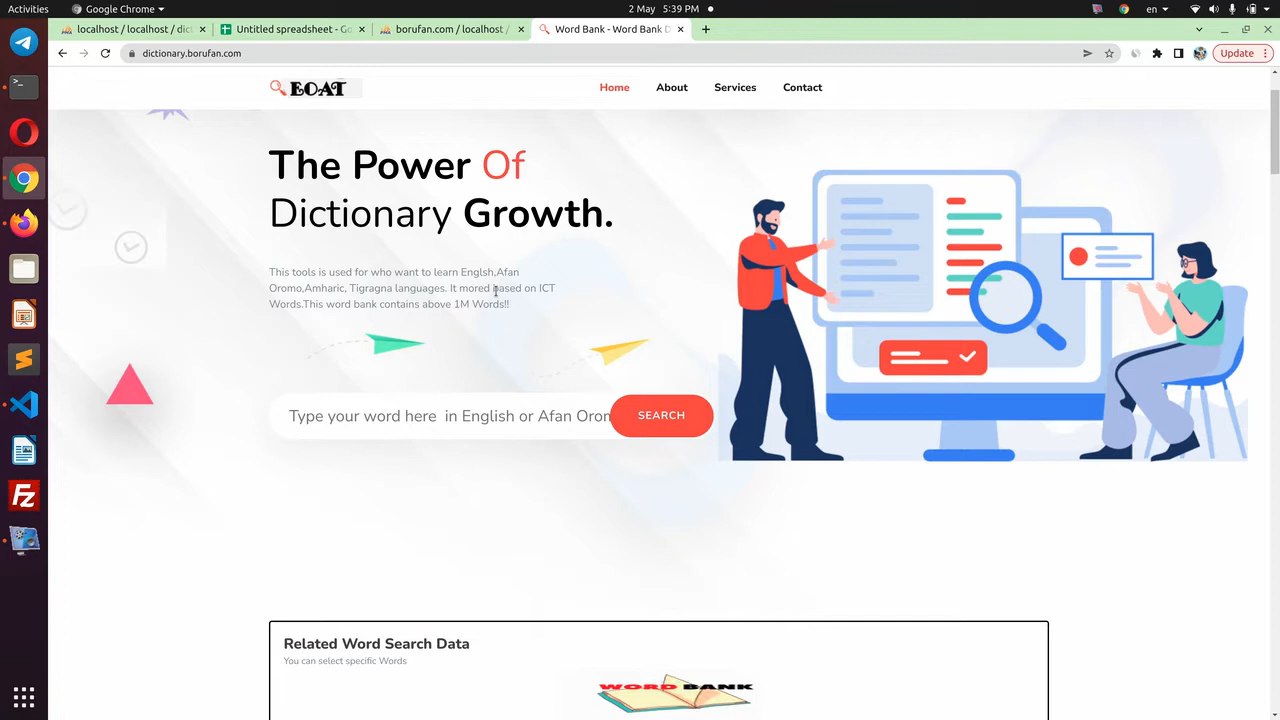 Activities
Google Chrome
2 May 5:39 PM
en
localhost / localhost / dict
Untitled spreadsheet - Go
borufan.com / localhost /
Word Bank - Word Bank D
dictionary.borufan.com
Update
EOAT
Home
About
Services
Contact
The Power Of
Dictionary Growth.
This tools is used for who want to learn Englsh,Afan
Oromo,Amharic, Tigragna languages. It mored based on ICT
Words.This word bank contains above 1M Words!!
Type your word here in English or Afan Oron
SEARCH
Related Word Search Data
You can select specific Words
WORD BANK